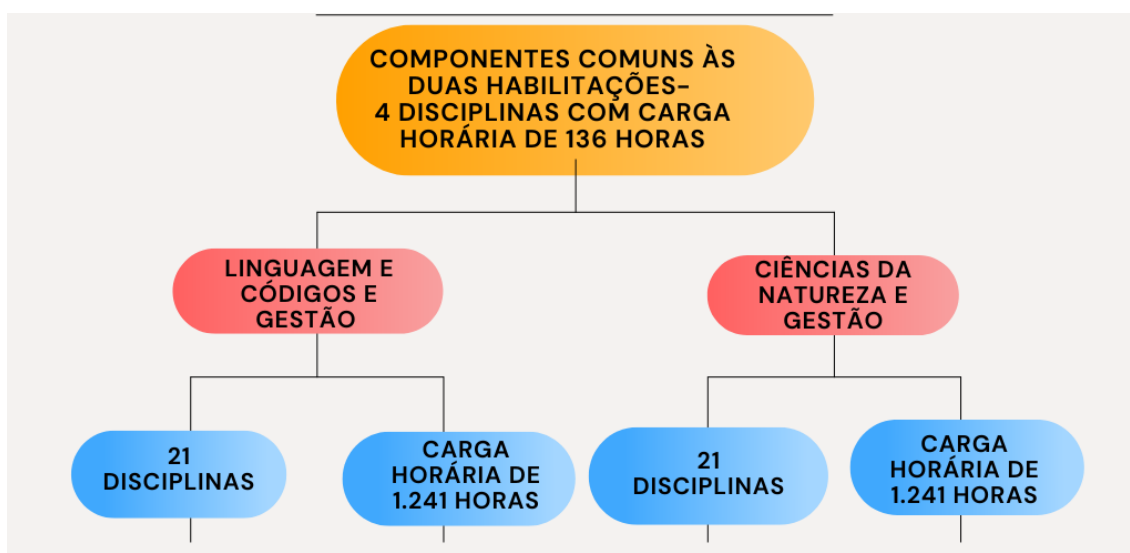 COMPONENTES COMUNS ÀS
DUAS HABILITAÇÕES-
4 DISCIPLINAS COM CARGA
HORÁRIA DE 136 HORAS
LINGUAGEM E
CÓDIGOS E
GESTÃO
CIÊNCIAS DA
NATUREZA E
GESTÃO
21
DISCIPLINAS
CARGA
HORÁRIA DE
1.241 HORAS
21
DISCIPLINAS
CARGA
HORÁRIA DE
1.241 HORAS